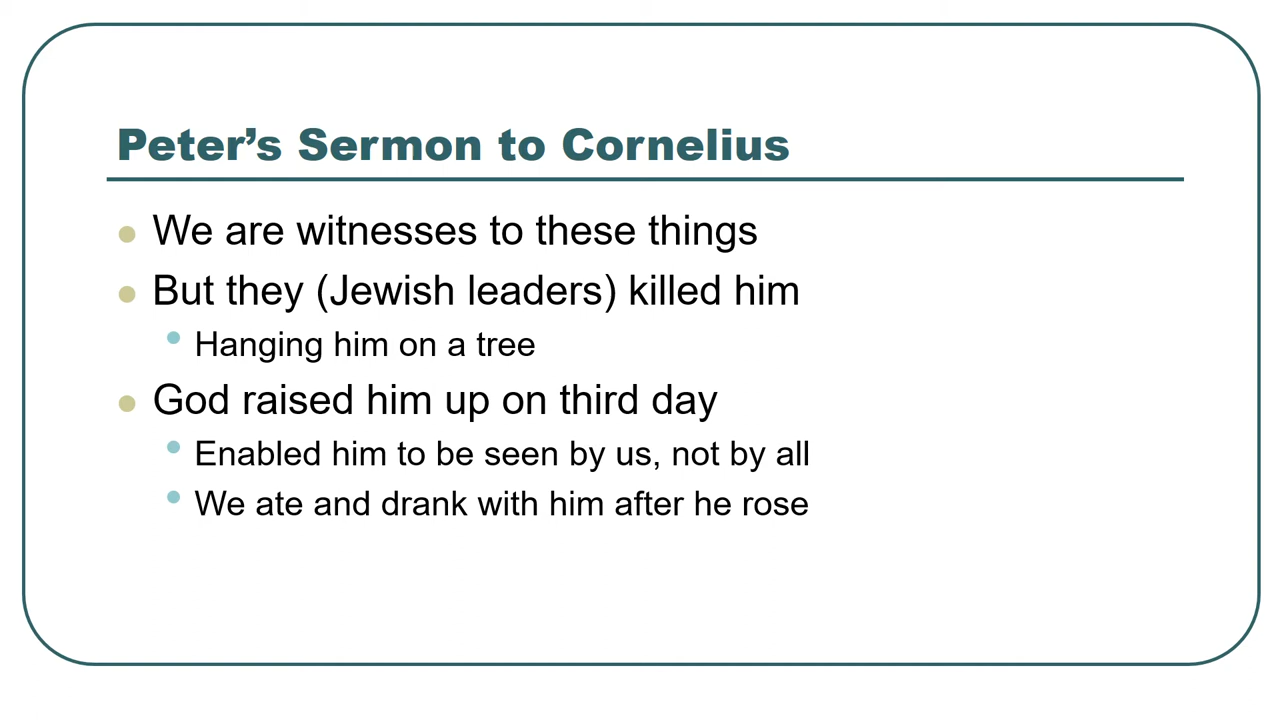 Peter’s Sermon to Cornelius
We are witnesses to these things
But they (Jewish leaders) killed him
Hanging him on a tree
God raised him up on third day
Enabled him to be seen by us, not by all
We ate and drank with him after he rose